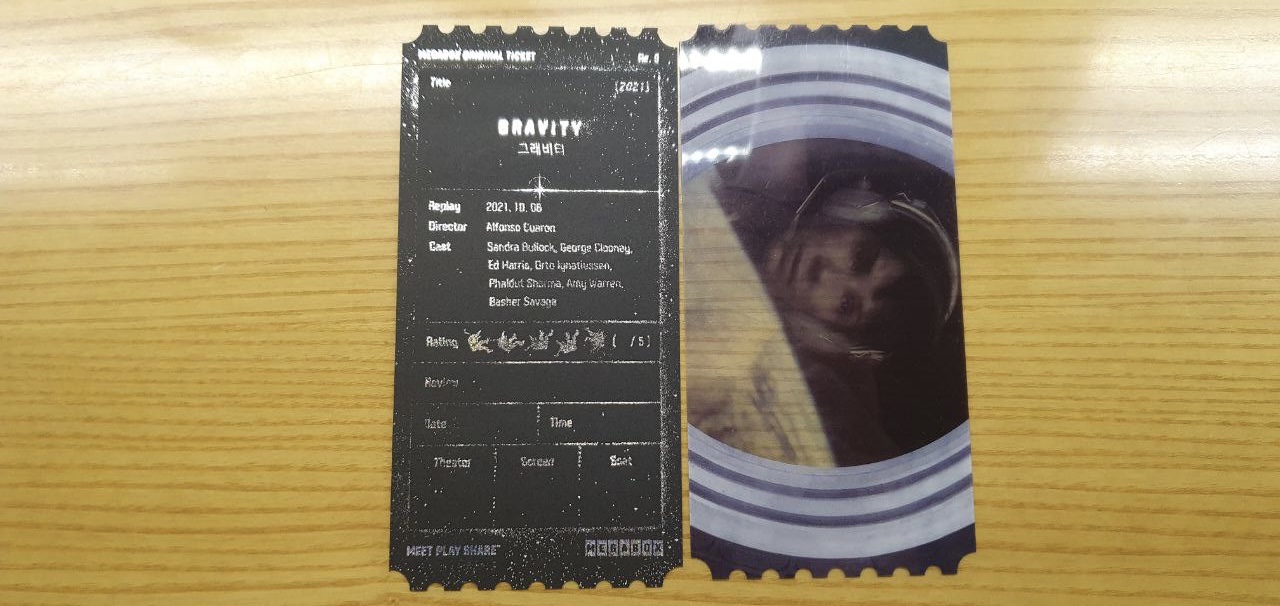 MEGABOX ORIGINAL TICKET
Title
(2021)
GRAVITY
그래비티
Replay 2021. 10. 06
Director Alfonso Cuaron
Cast Sandra Bullock, George Clooney,
Ed Harris, Orto Ignatiussen,
Phaldut Sharma, Amy Warren,
Basher Savage
Rating ( /5)
Review
Date Time
Theater Screen Seat
MEET PLAY SHARE
MEGABOX